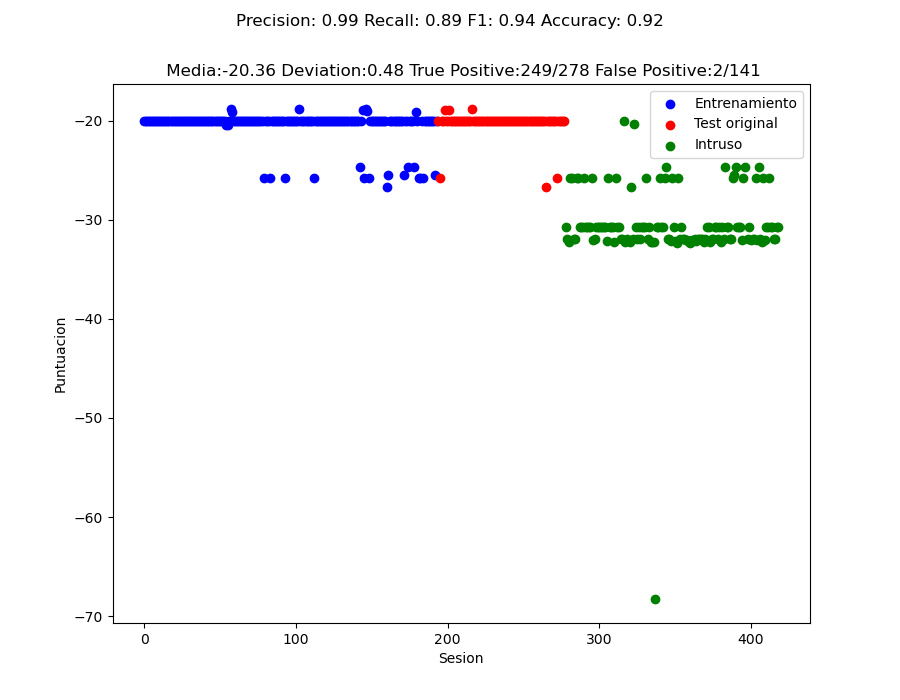 Precision: 0.99 Recall: 0.89 F1: 0.94 Accuracy: 0.92
Media:-20.36 Deviation:0.48 True Positive:249/278 False Positive:2/141
Entrenamiento
Test original
Intruso
−20
−30
−40
−50
−60
−70
Puntuacion
0
100
200
300
400
Sesion